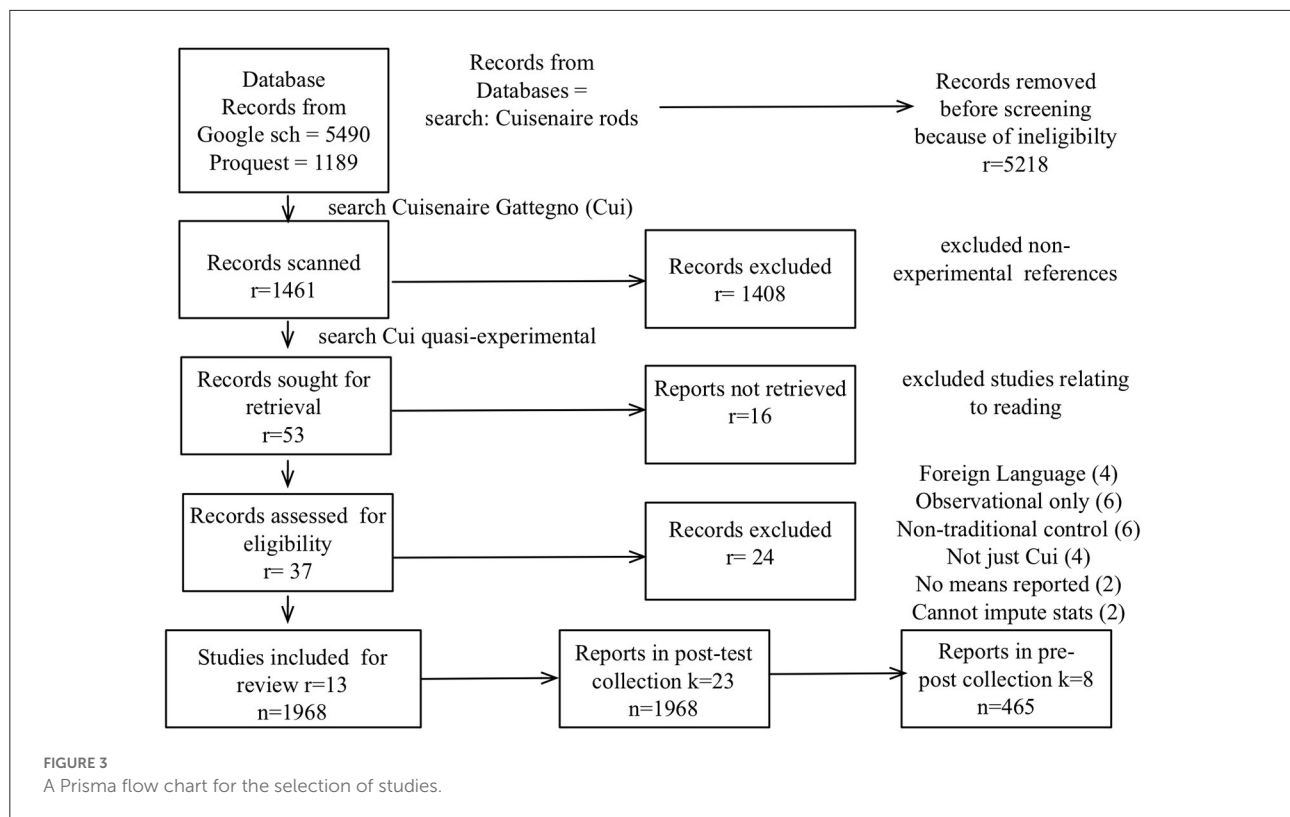 Database
Records from
Google sch = 5490
Proquest = 1189
Records from
Databases =
search: Cuisenaire rods
Records removed
before screening
because of ineligibilty
r=5218
search Cuisenaire Gattegno (Cui)
Records scanned
r=1461
Records excluded
r= 1408
excluded non-
experimental references
search Cui quasi-experimental
Records sought for
retrieval
r=53
Reports not retrieved
r=16
excluded studies relating
to reading
Records assessed for
eligibility
r= 37
Records excluded
r= 24
Foreign Language (4)
Observational only (6)
Non-traditional control (6)
Not just Cui (4)
No means reported (2)
Cannot impute stats (2)
Studies included for
review r=13
n=1968
Reports in post-test
collection k=23
n=1968
Reports in pre-
post collection k=8
n=465
FIGURE 3
A Prisma flow chart for the selection of studies.